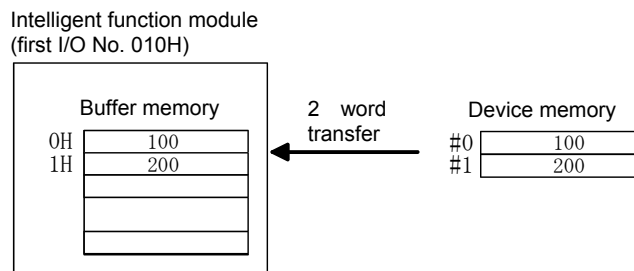 Intelligent function module
(first I/O No. 010H)
Buffer memory
0H 100
1H 200
2 word
transfer
Device memory
#0 100
#1 200